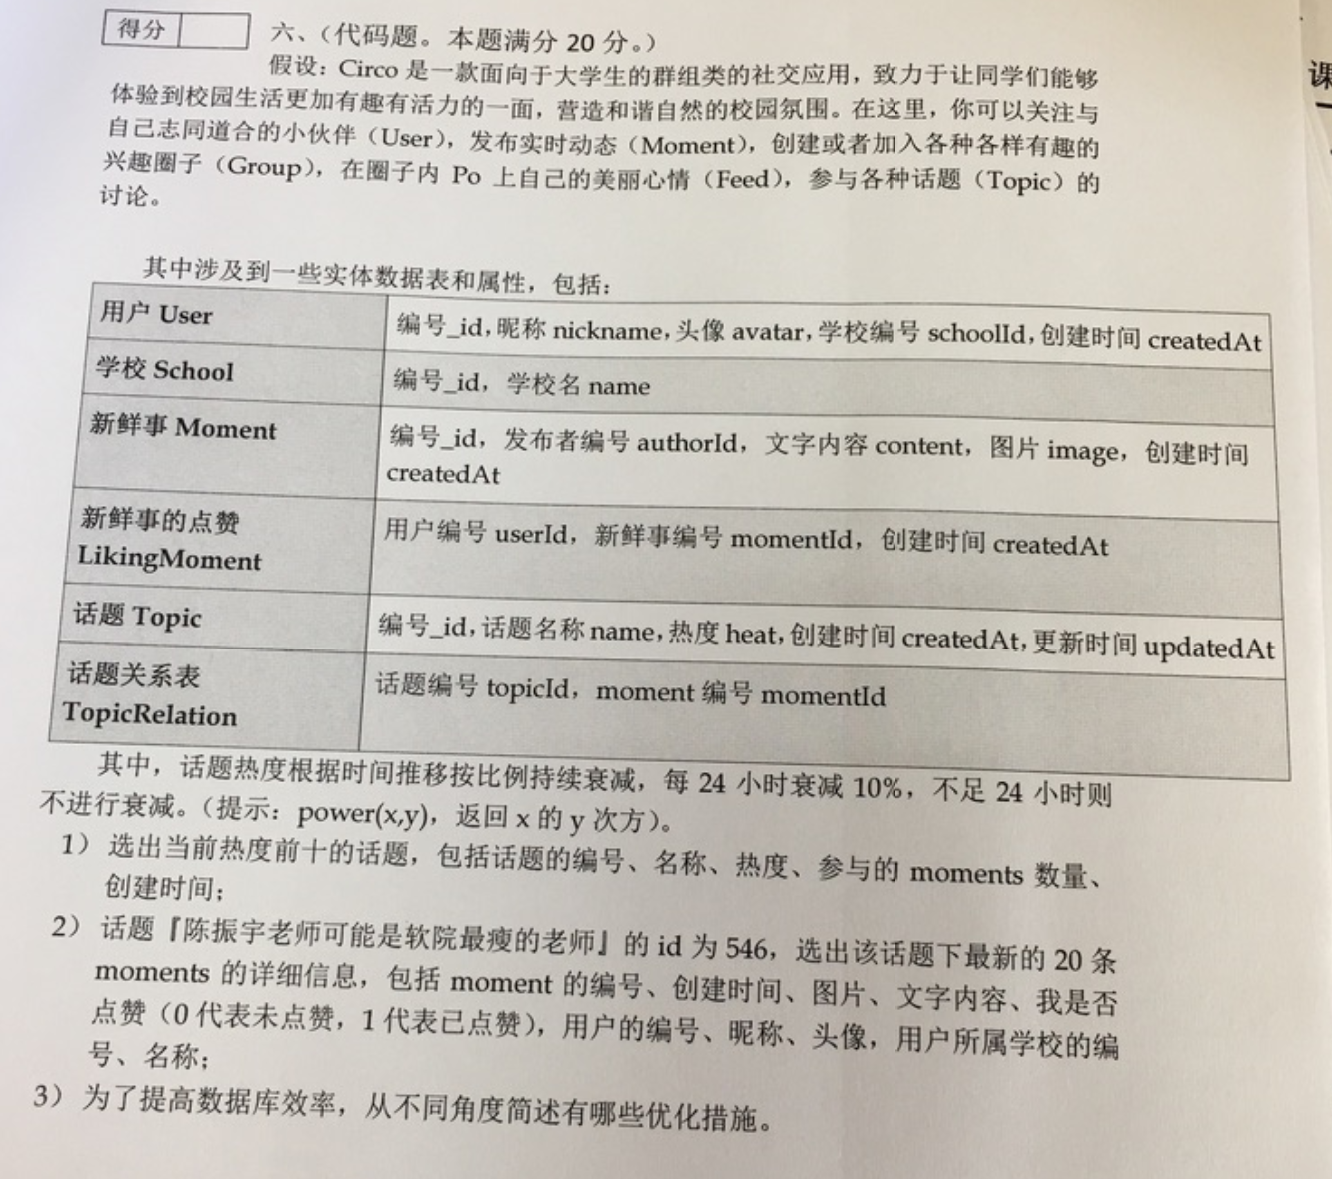 得分
六、（代码题。本题满分 20 分。）
假设：Circo 是一款面向于大学生的群组类的社交应用，致力于让同学们能够
体验到校园生活更加有趣有活力的一面，营造和谐自然的校园氛围。在这里，你可以关注与
自己志同道合的小伙伴（User），发布实时动态（Moment），创建或者加入各种各样有趣的
兴趣圈子（Group），在圈子内 Po 上自己的美丽心情（Feed），参与各种话题（Topic）的
讨论。
其中涉及到一些实体数据表和属性，包括：
用户 User
编号_id,昵称 nickname,头像 avatar,学校编号 schoolId,创建时间 createdAt
学校 School
编号_id，学校名 name
新鲜事 Moment
编号_id，发布者编号 authorId，文字内容 content，图片 image，创建时间
createdAt
新鲜事的点赞
LikingMoment
用户编号 userId，新鲜事编号 momentId，创建时间 createdAt
话题 Topic
编号_id,话题名称 name,热度 heat,创建时间 createdAt,更新时间 updatedAt
话题关系表
TopicRelation
话题编号 topicId，moment 编号 momentId
其中，话题热度根据时间推移按比例持续衰减，每 24 小时衰减 10%，不足 24 小时则
不进行衰减。（提示：power(x,y)，返回 x 的 y 次方）。
1） 选出当前热度前十的话题，包括话题的编号、名称、热度、参与的 moments 数量、
创建时间；
2） 话题『陈振宇老师可能是软院最瘦的老师』的 id 为 546，选出该话题下最新的 20 条
moments 的详细信息，包括 moment 的编号、创建时间、图片、文字内容、我是否
点赞（0 代表未点赞，1 代表已点赞），用户的编号、昵称、头像，用户所属学校的编
号、名称；
3） 为了提高数据库效率，从不同角度简述有哪些优化措施。
课